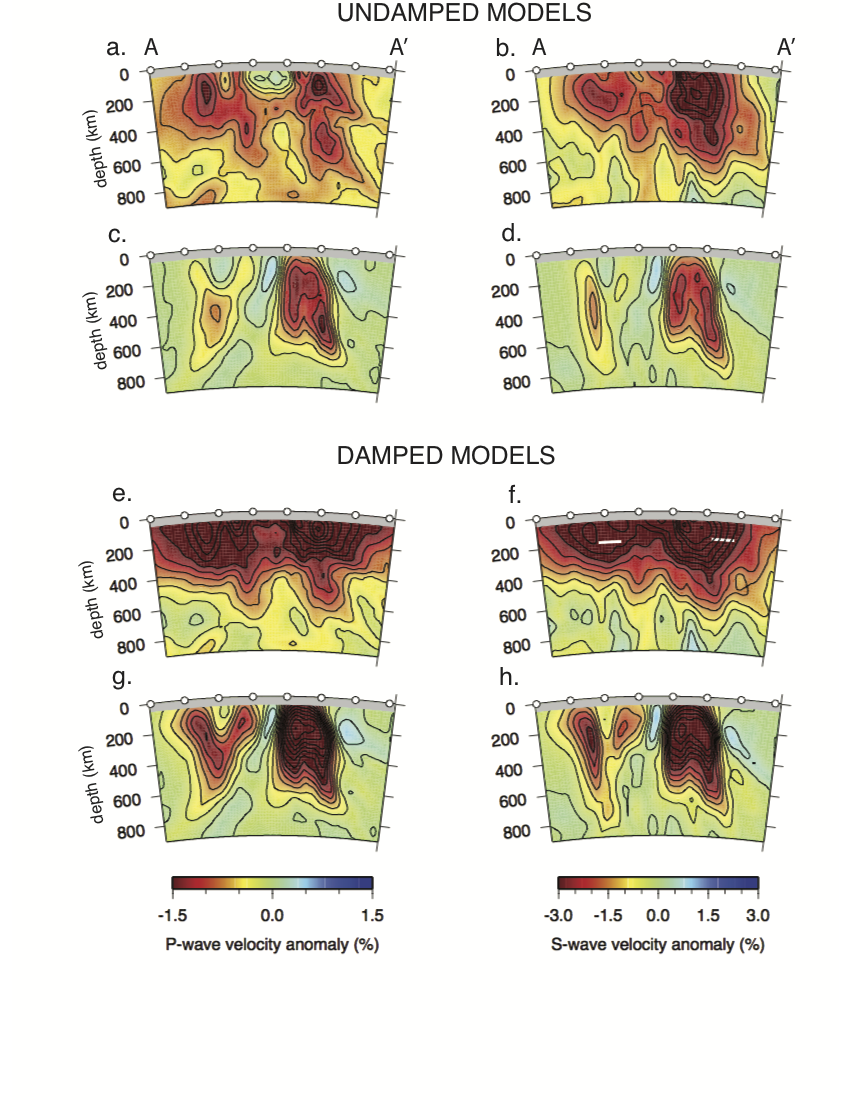 UNDAMPED MODELS
a. A A′ b. A A′
0 0
200 200
400 400
600 600
800 800
depth (km)
c. d.
0 0
200 200
400 400
600 600
800 800
depth (km)
DAMPED MODELS
e. f.
0 0
200 200
400 400
600 600
800 800
depth (km)
g. h.
0 0
200 200
400 400
600 600
800 800
depth (km)
-1.5 0.0 1.5 -3.0 -1.5 0.0 1.5 3.0
P-wave velocity anomaly (%) S-wave velocity anomaly (%)